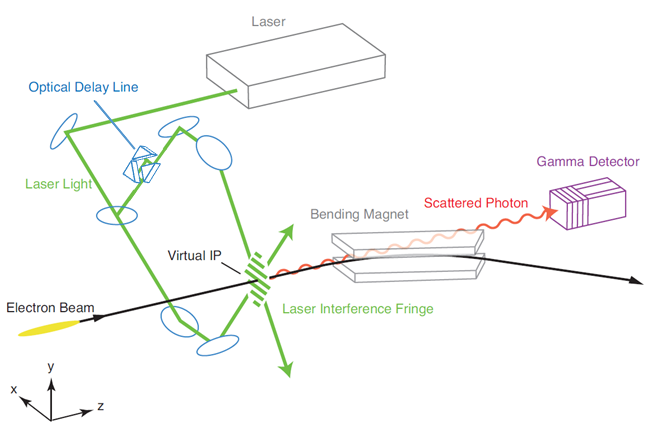 Laser
Optical Delay Line
Gamma Detector
Laser Light
Scattered Photon
Bending Magnet
Virtual IP
Electron Beam
Laser Interference Fringe
y
x
z